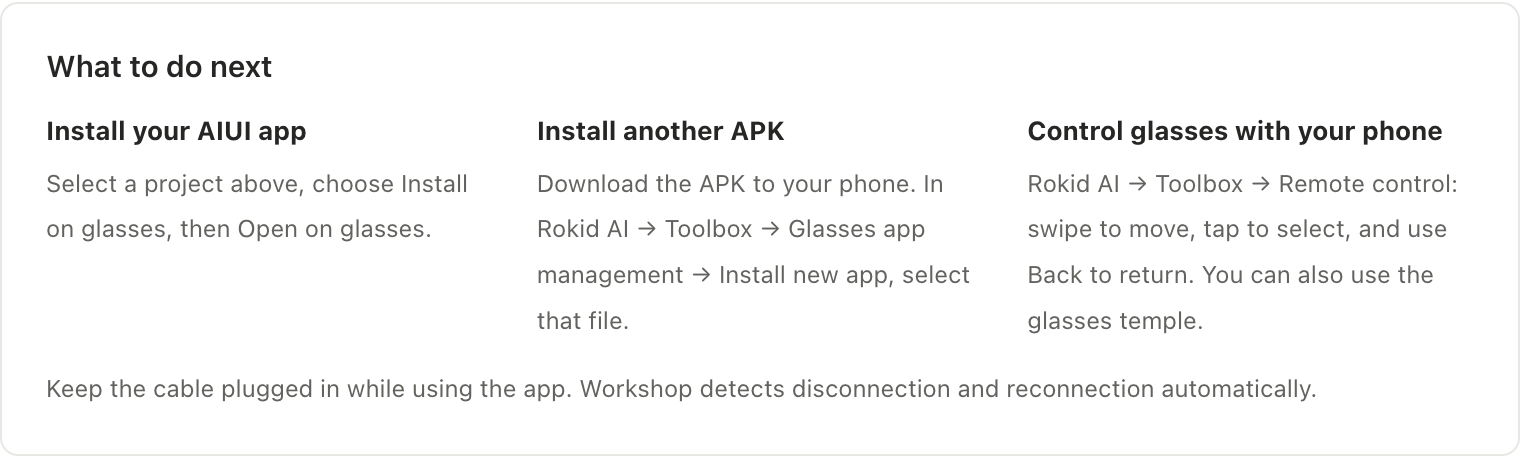 What to do next
Install your AIUI app
Select a project above, choose Install
on glasses, then Open on glasses.
Install another APK
Download the APK to your phone. In
Rokid AI → Toolbox → Glasses app
management → Install new app, select
that file.
Control glasses with your phone
Rokid AI → Toolbox → Remote control:
swipe to move, tap to select, and use
Back to return. You can also use the
glasses temple.
Keep the cable plugged in while using the app. Workshop detects disconnection and reconnection automatically.